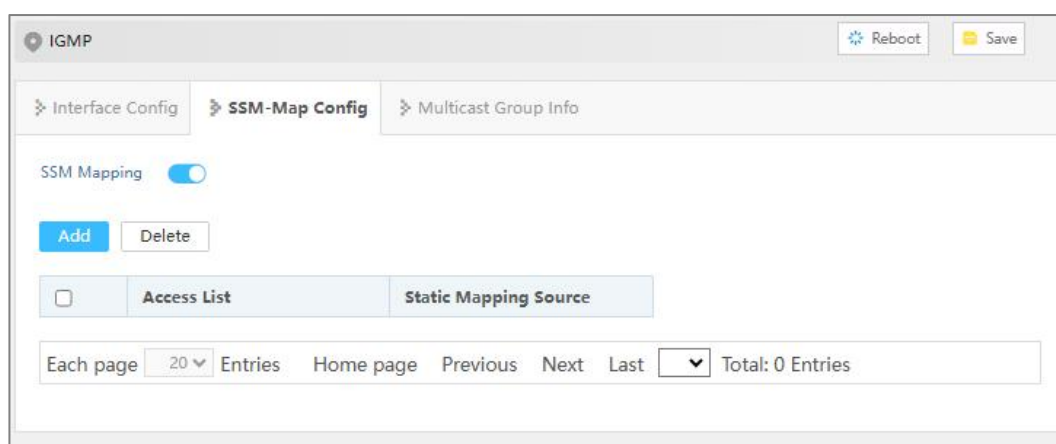 IGMP Reboot Save
Interface Config SSM-Map Config Multicast Group Info
SSM Mapping
Add Delete
Access List Static Mapping Source
Each page 20 Entries Home page Previous Next Last Total: 0 Entries